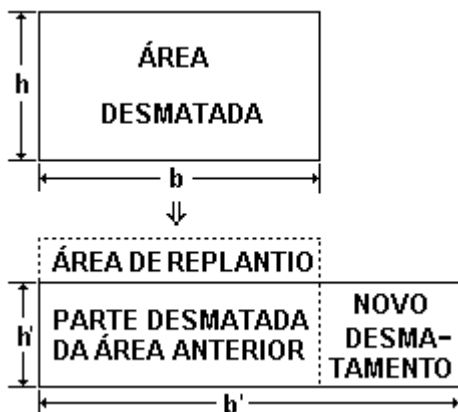 ÁREA
h
DESMATADA
b
⇓
ÁREA DE REPLANTIO
h'
PARTE DESMATADA
DA ÁREA ANTERIOR
NOVO
DESMA-
TAMENTO
b'